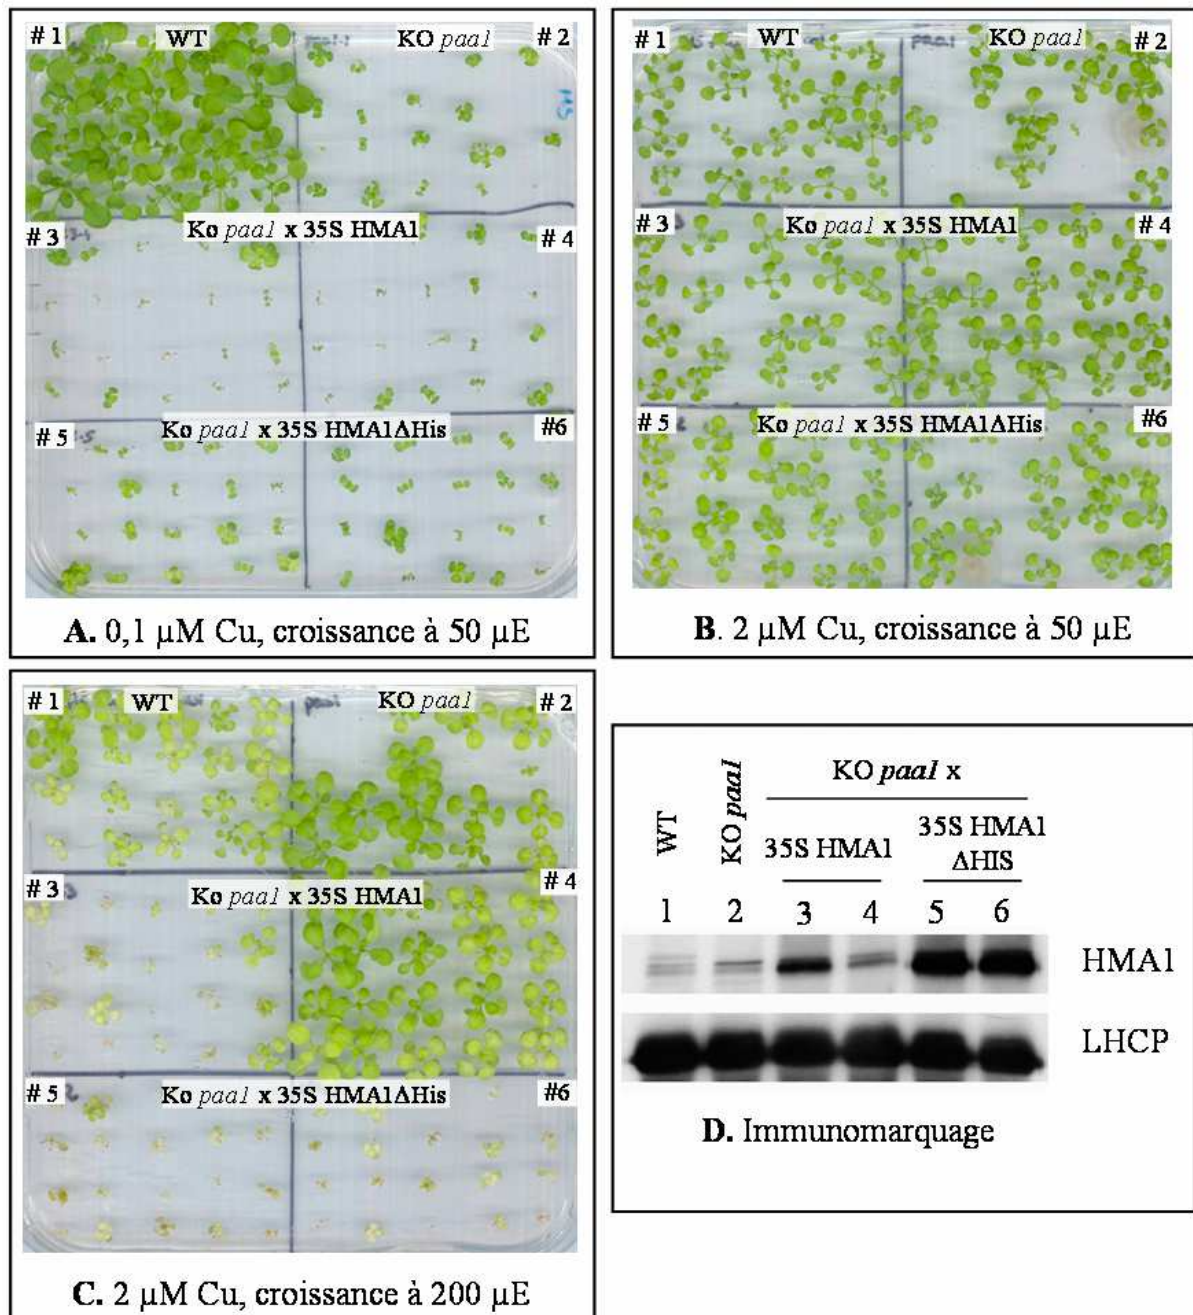 # 1 WT KO paa1 # 2
MS
# 3 Ko paa1 x 35S HMA1 # 4
# 5 Ko paa1 x 35S HMA1ΔHis #6
A. 0,1 µM Cu, croissance à 50 µE
# 1 WT KO paa1 # 2
# 3 Ko paa1 x 35S HMA1 # 4
# 5 Ko paa1 x 35S HMA1ΔHis #6
B. 2 µM Cu, croissance à 50 µE
# 1 WT KO paa1 # 2
# 3 Ko paa1 x 35S HMA1 # 4
# 5 Ko paa1 x 35S HMA1ΔHis #6
C. 2 µM Cu, croissance à 200 µE
KO paa1 x
WT
KO paa1
35S HMA1
35S HMA1
ΔHIS
1 2 3 4 5 6
HMA1
LHCP
D. Immunomarquage